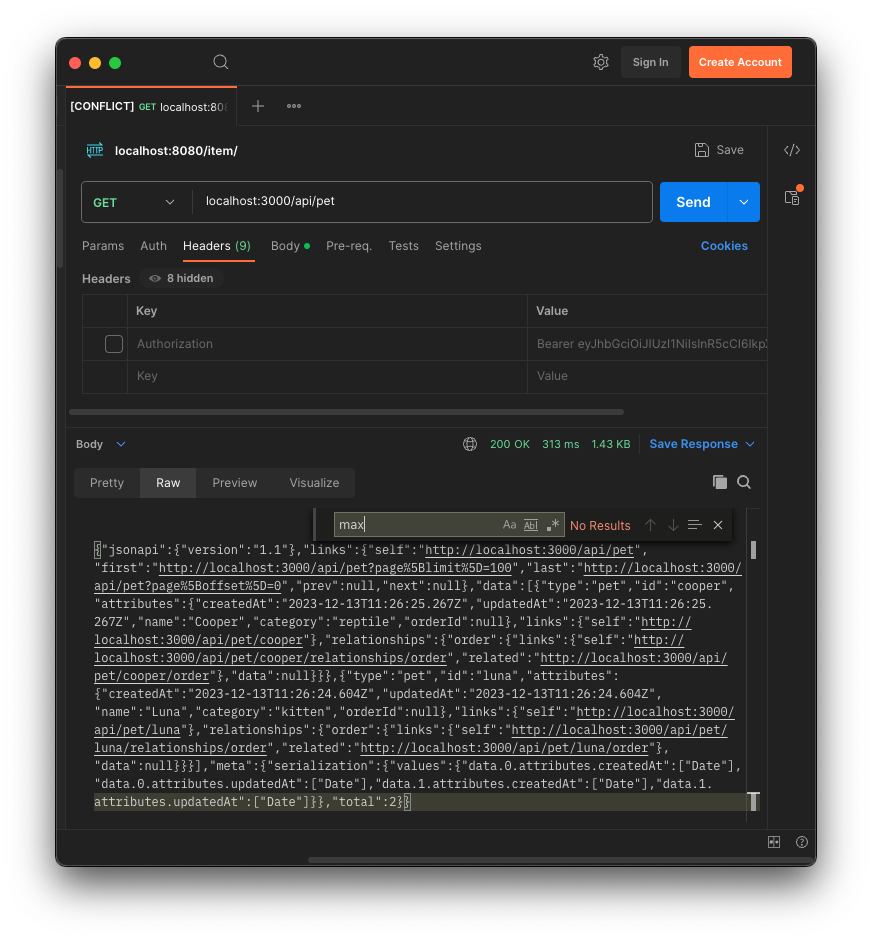 Sign In
Create Account
[CONFLICT] GET localhost:808
HTTP
localhost:8080/item/
Save
</>
GET
localhost:3000/api/pet
Send
Params Auth Headers (9) Body Pre-req. Tests Settings
Cookies
Headers 8 hidden
Key Value
Authorization Bearer
Key Value
Body
200 OK 313 ms 1.43 KB Save Response
Pretty Raw Preview Visualize
max Aa Abl .* No Results
{"jsonapi":{"version":"1.1"},"links":{"self":"http://localhost:3000/api/pet",
"first":"http://localhost:3000/api/pet?page%5Blimit%5D=100","last":"http://localhost:3000/
api/pet?page%5Boffset%5D=0","prev":null,"next":null},"data":[{"type":"pet","id":"cooper",
"attributes":{"createdAt":"2023-12-13T11:26:25.267Z","updatedAt":"2023-12-13T11:26:25.
267Z","name":"Cooper","category":"reptile","orderId":null},"links":{"self":"http://
localhost:3000/api/pet/cooper"},"relationships":{"order":{"links":{"self":"http://
localhost:3000/api/pet/cooper/relationships/order","related":"http://localhost:3000/api/
pet/cooper/order"},"data":null}}},{"type":"pet","id":"luna","attributes":
{"createdAt":"2023-12-13T11:26:24.604Z","updatedAt":"2023-12-13T11:26:24.604Z",
"name":"Luna","category":"kitten","orderId":null},"links":{"self":"http://localhost:3000/
api/pet/luna"},"relationships":{"order":{"links":{"self":"http://localhost:3000/api/pet/
luna/relationships/order","related":"http://localhost:3000/api/pet/luna/order"},
"data":null}}}],"meta":{"serialization":{"values":{"data.0.attributes.createdAt":["Date"],
"data.0.attributes.updatedAt":["Date"],"data.1.attributes.createdAt":["Date"],"data.1.
attributes.updatedAt":["Date"]}},"total":2}}